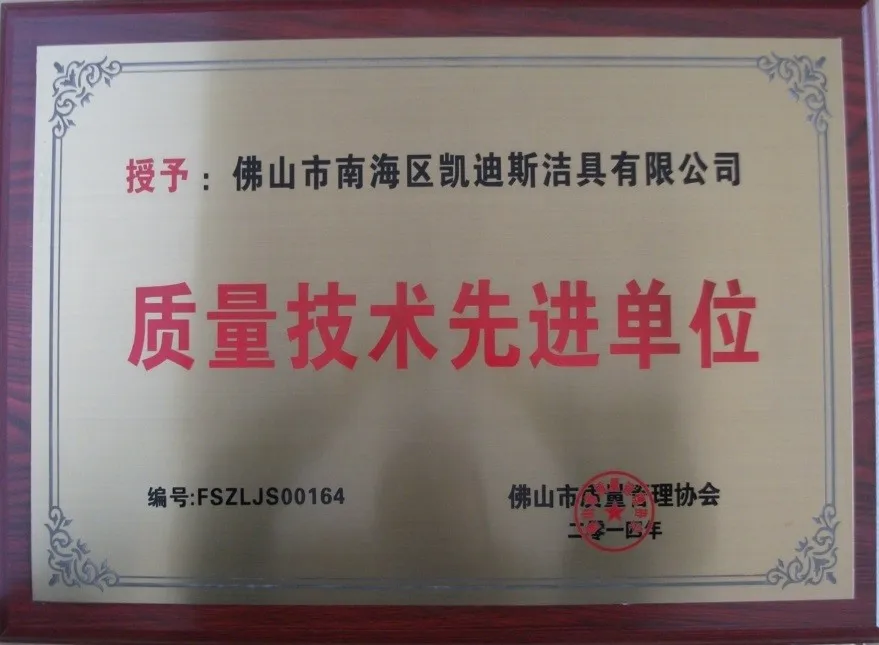 授予：佛山市南海区凯迪斯洁具有限公司
质量技术先进单位
编号:FSZLJS00164
佛山市质量管理协会
二零一四年